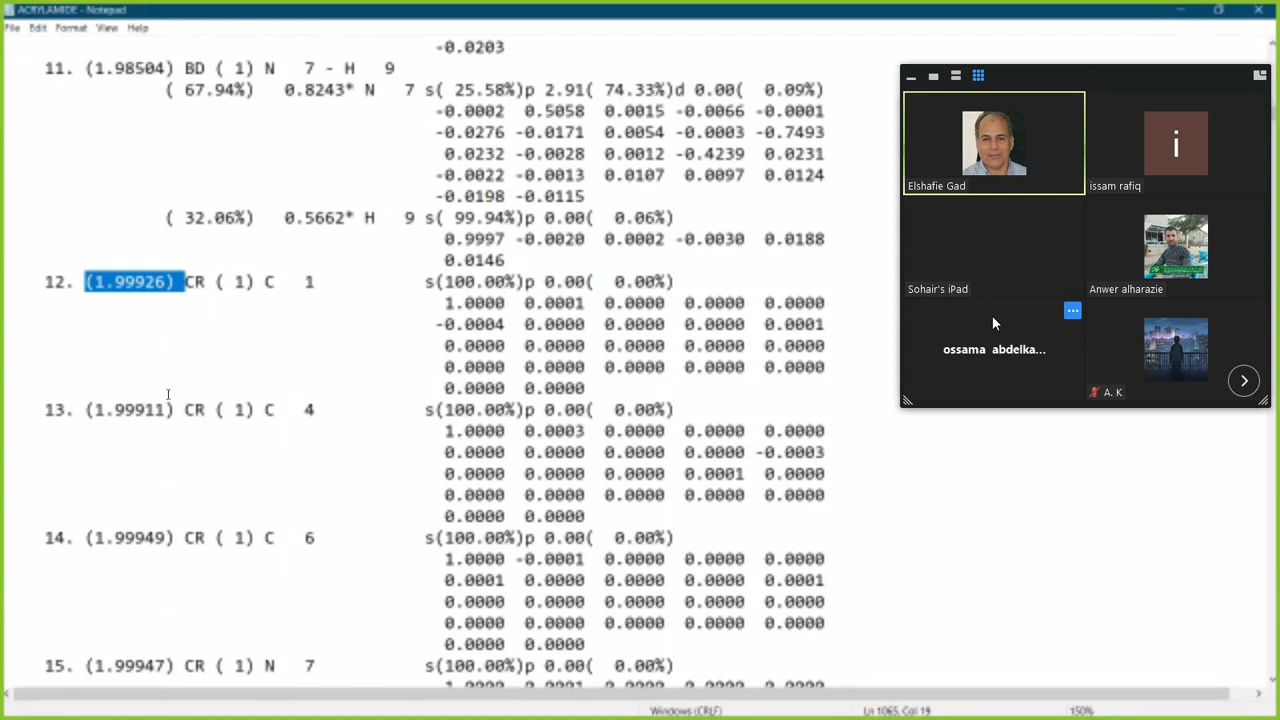 ACRYLAMIDE - Notepad
File Edit Format View Help
-0.0203
11. (1.98504) BD ( 1) N 7 - H 9
( 67.94%) 0.8243* N 7 s( 25.58%)p 2.91( 74.33%)d 0.00( 0.09%)
-0.0002 0.5058 0.0015 -0.0066 -0.0001
-0.0276 -0.0171 0.0054 -0.0003 -0.7493
0.0232 -0.0028 0.0012 -0.4239 0.0231
-0.0022 -0.0013 0.0107 0.0097 0.0124
-0.0198 -0.0115
( 32.06%) 0.5662* H 9 s( 99.94%)p 0.00( 0.06%)
0.9997 -0.0020 0.0002 -0.0030 0.0188
0.0146
12. (1.99926) CR ( 1) C 1 s(100.00%)p 0.00( 0.00%)
1.0000 0.0001 0.0000 0.0000 0.0000
-0.0004 0.0000 0.0000 0.0000 0.0001
0.0000 0.0000 0.0000 0.0000 0.0000
0.0000 0.0000 0.0000 0.0000 0.0000
0.0000 0.0000
13. (1.99911) CR ( 1) C 4 s(100.00%)p 0.00( 0.00%)
1.0000 0.0003 0.0000 0.0000 0.0000
0.0000 0.0000 0.0000 0.0000 -0.0003
0.0000 0.0000 0.0000 0.0001 0.0000
0.0000 0.0000 0.0000 0.0000 0.0000
0.0000 0.0000
14. (1.99949) CR ( 1) C 6 s(100.00%)p 0.00( 0.00%)
1.0000 -0.0001 0.0000 0.0000 0.0000
0.0001 0.0000 0.0000 0.0000 0.0001
0.0000 0.0000 0.0000 0.0000 0.0000
0.0000 0.0000 0.0000 0.0000 0.0000
0.0000 0.0000
15. (1.99947) CR ( 1) N 7 s(100.00%)p 0.00( 0.00%)
Windows (CRLF) Ln 1065, Col 19 150%
Elshafie Gad
i
issam rafiq
Sohair's iPad
Anwer alharazie
ossama abdelka...
A. K